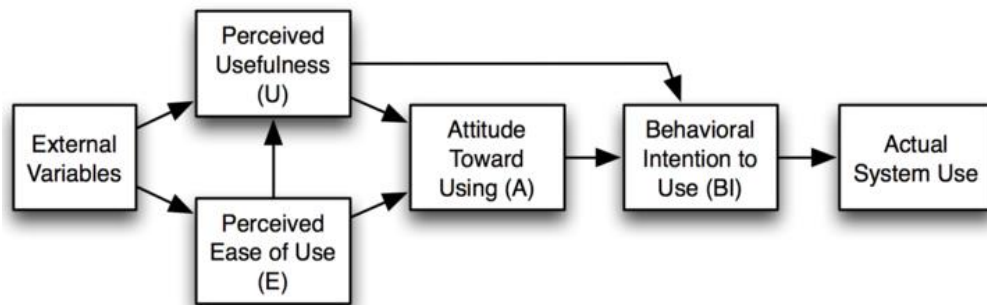 External
Variables
Perceived
Usefulness
(U)
Perceived
Ease of Use
(E)
Attitude
Toward
Using (A)
Behavioral
Intention to
Use (BI)
Actual
System Use